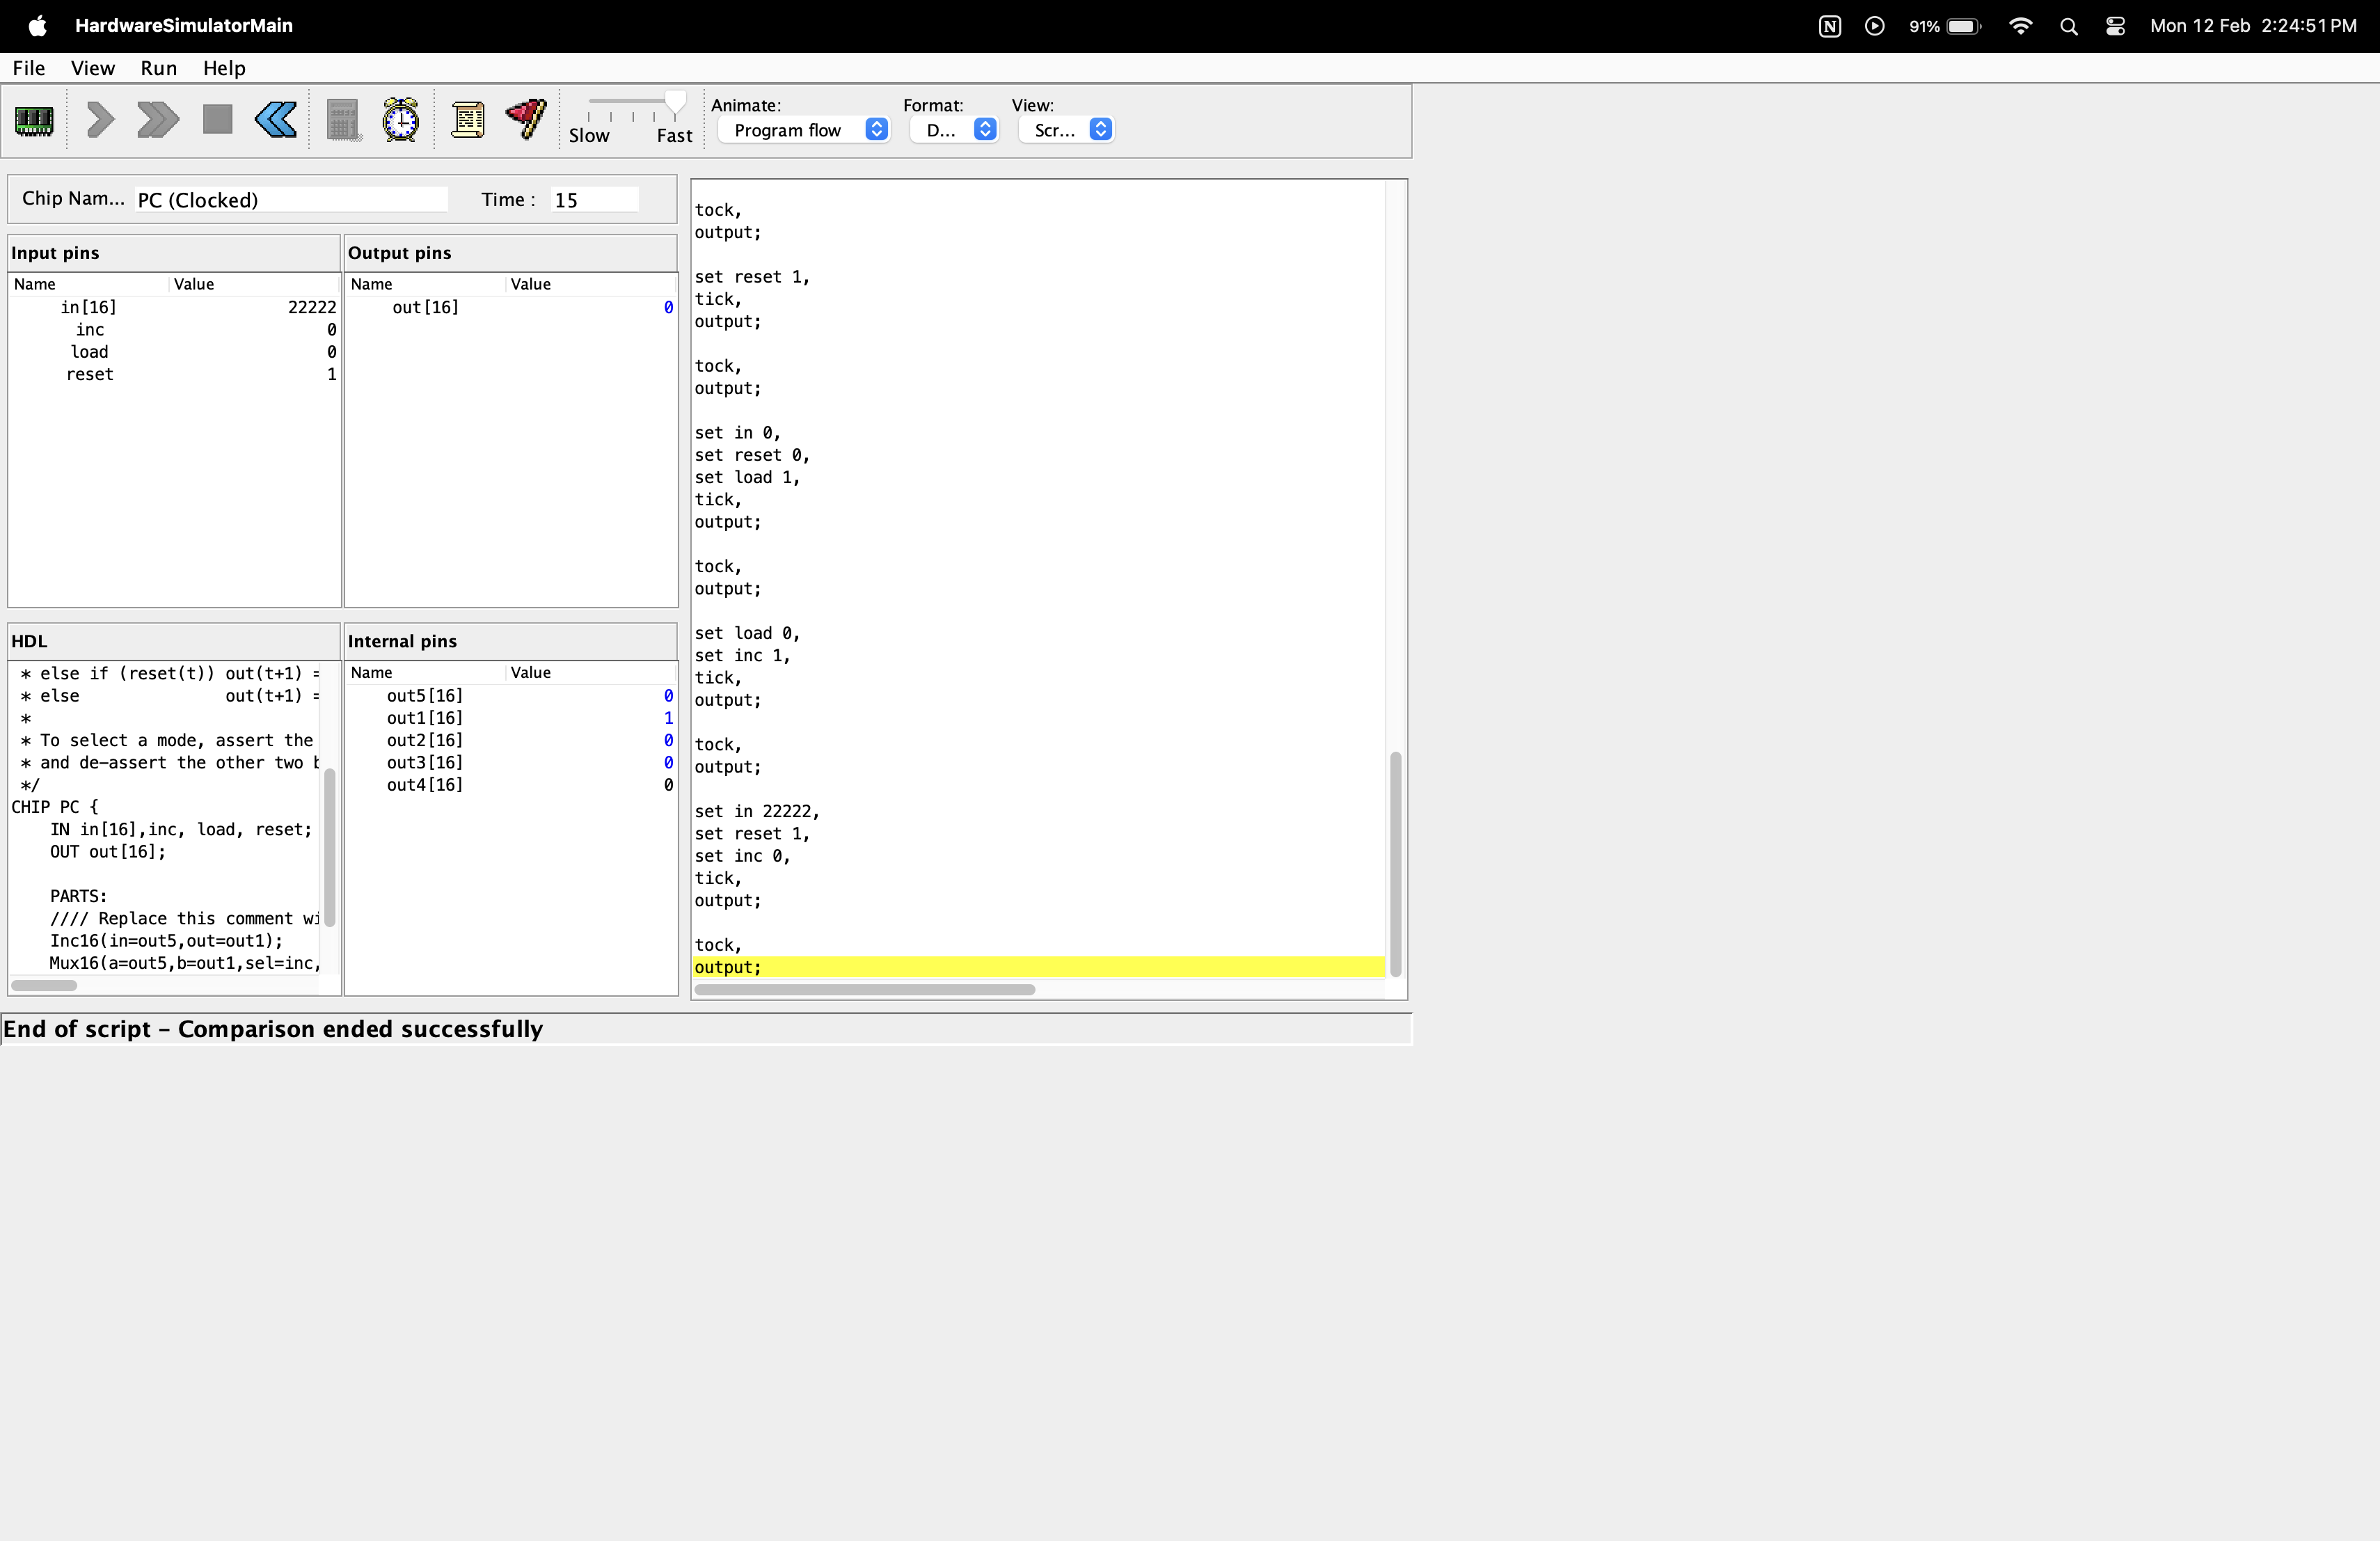 HardwareSimulatorMain
91%
Mon 12 Feb 2:24:51 PM
File View Run Help
Slow Fast
Animate: Format: View:
Program flow D... Scr...
Chip Nam... PC (Clocked) Time : 15
Input pins
Name Value
in[16] 22222
inc 0
load 0
reset 1
Output pins
Name Value
out[16] 0
HDL
* else if (reset(t)) out(t+1) =
* else out(t+1) =
*
* To select a mode, assert the
* and de-assert the other two b
*/
CHIP PC {
IN in[16],inc, load, reset;
OUT out[16];
PARTS:
//// Replace this comment wi
Inc16(in=out5,out=out1);
Mux16(a=out5,b=out1,sel=inc,
Internal pins
Name Value
out5[16] 0
out1[16] 1
out2[16] 0
out3[16] 0
out4[16] 0
tock,
output;
set reset 1,
tick,
output;
tock,
output;
set in 0,
set reset 0,
set load 1,
tick,
output;
tock,
output;
set load 0,
set inc 1,
tick,
output;
tock,
output;
set in 22222,
set reset 1,
set inc 0,
tick,
output;
tock,
output;
End of script – Comparison ended successfully